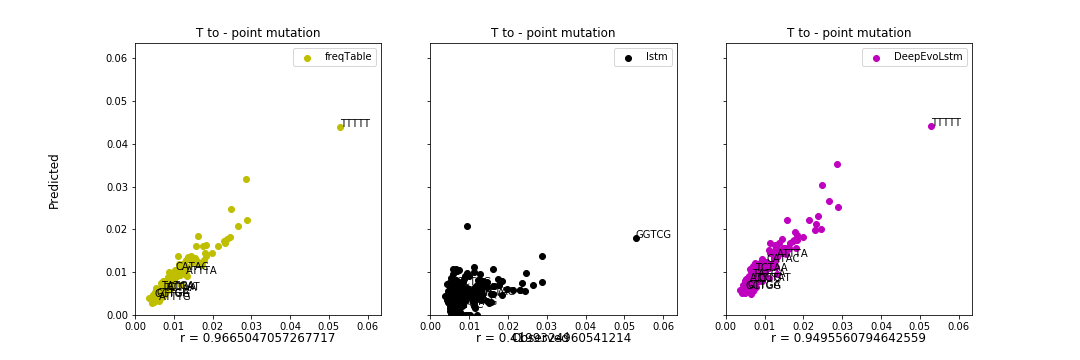 T to - point mutation
T to - point mutation
T to - point mutation
freqTable
lstm
DeepEvoLstm
0.06
0.05
0.04
0.03
0.02
0.01
0.00
Predicted
TTTTT
CATAC
ATTTA
ATTTG
GGTCG
TTTTT
ATTTA
CATAC
0.00 0.01 0.02 0.03 0.04 0.05 0.06
0.00 0.01 0.02 0.03 0.04 0.05 0.06
0.00 0.01 0.02 0.03 0.04 0.05 0.06
r = 0.9665047057267717
Observed
r = 0.9495560794642559